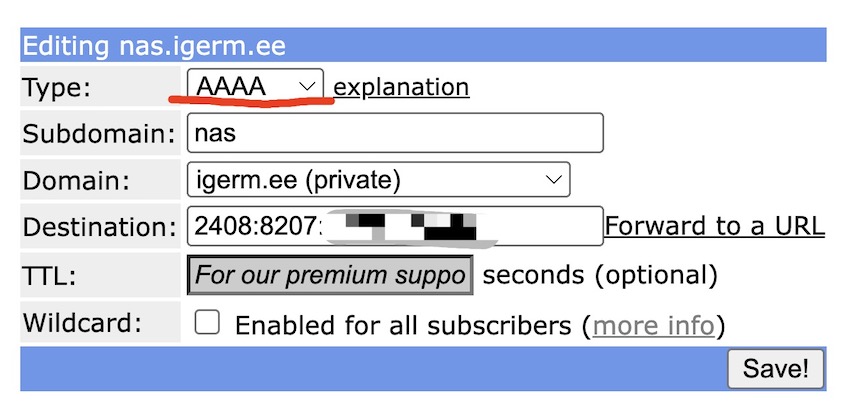 Editing nas.igerm.ee
Type: AAAA explanation
Subdomain: nas
Domain: igerm.ee (private)
Destination: 2408:8207: Forward to a URL
TTL: For our premium suppo seconds (optional)
Wildcard: Enabled for all subscribers (more info)
Save!